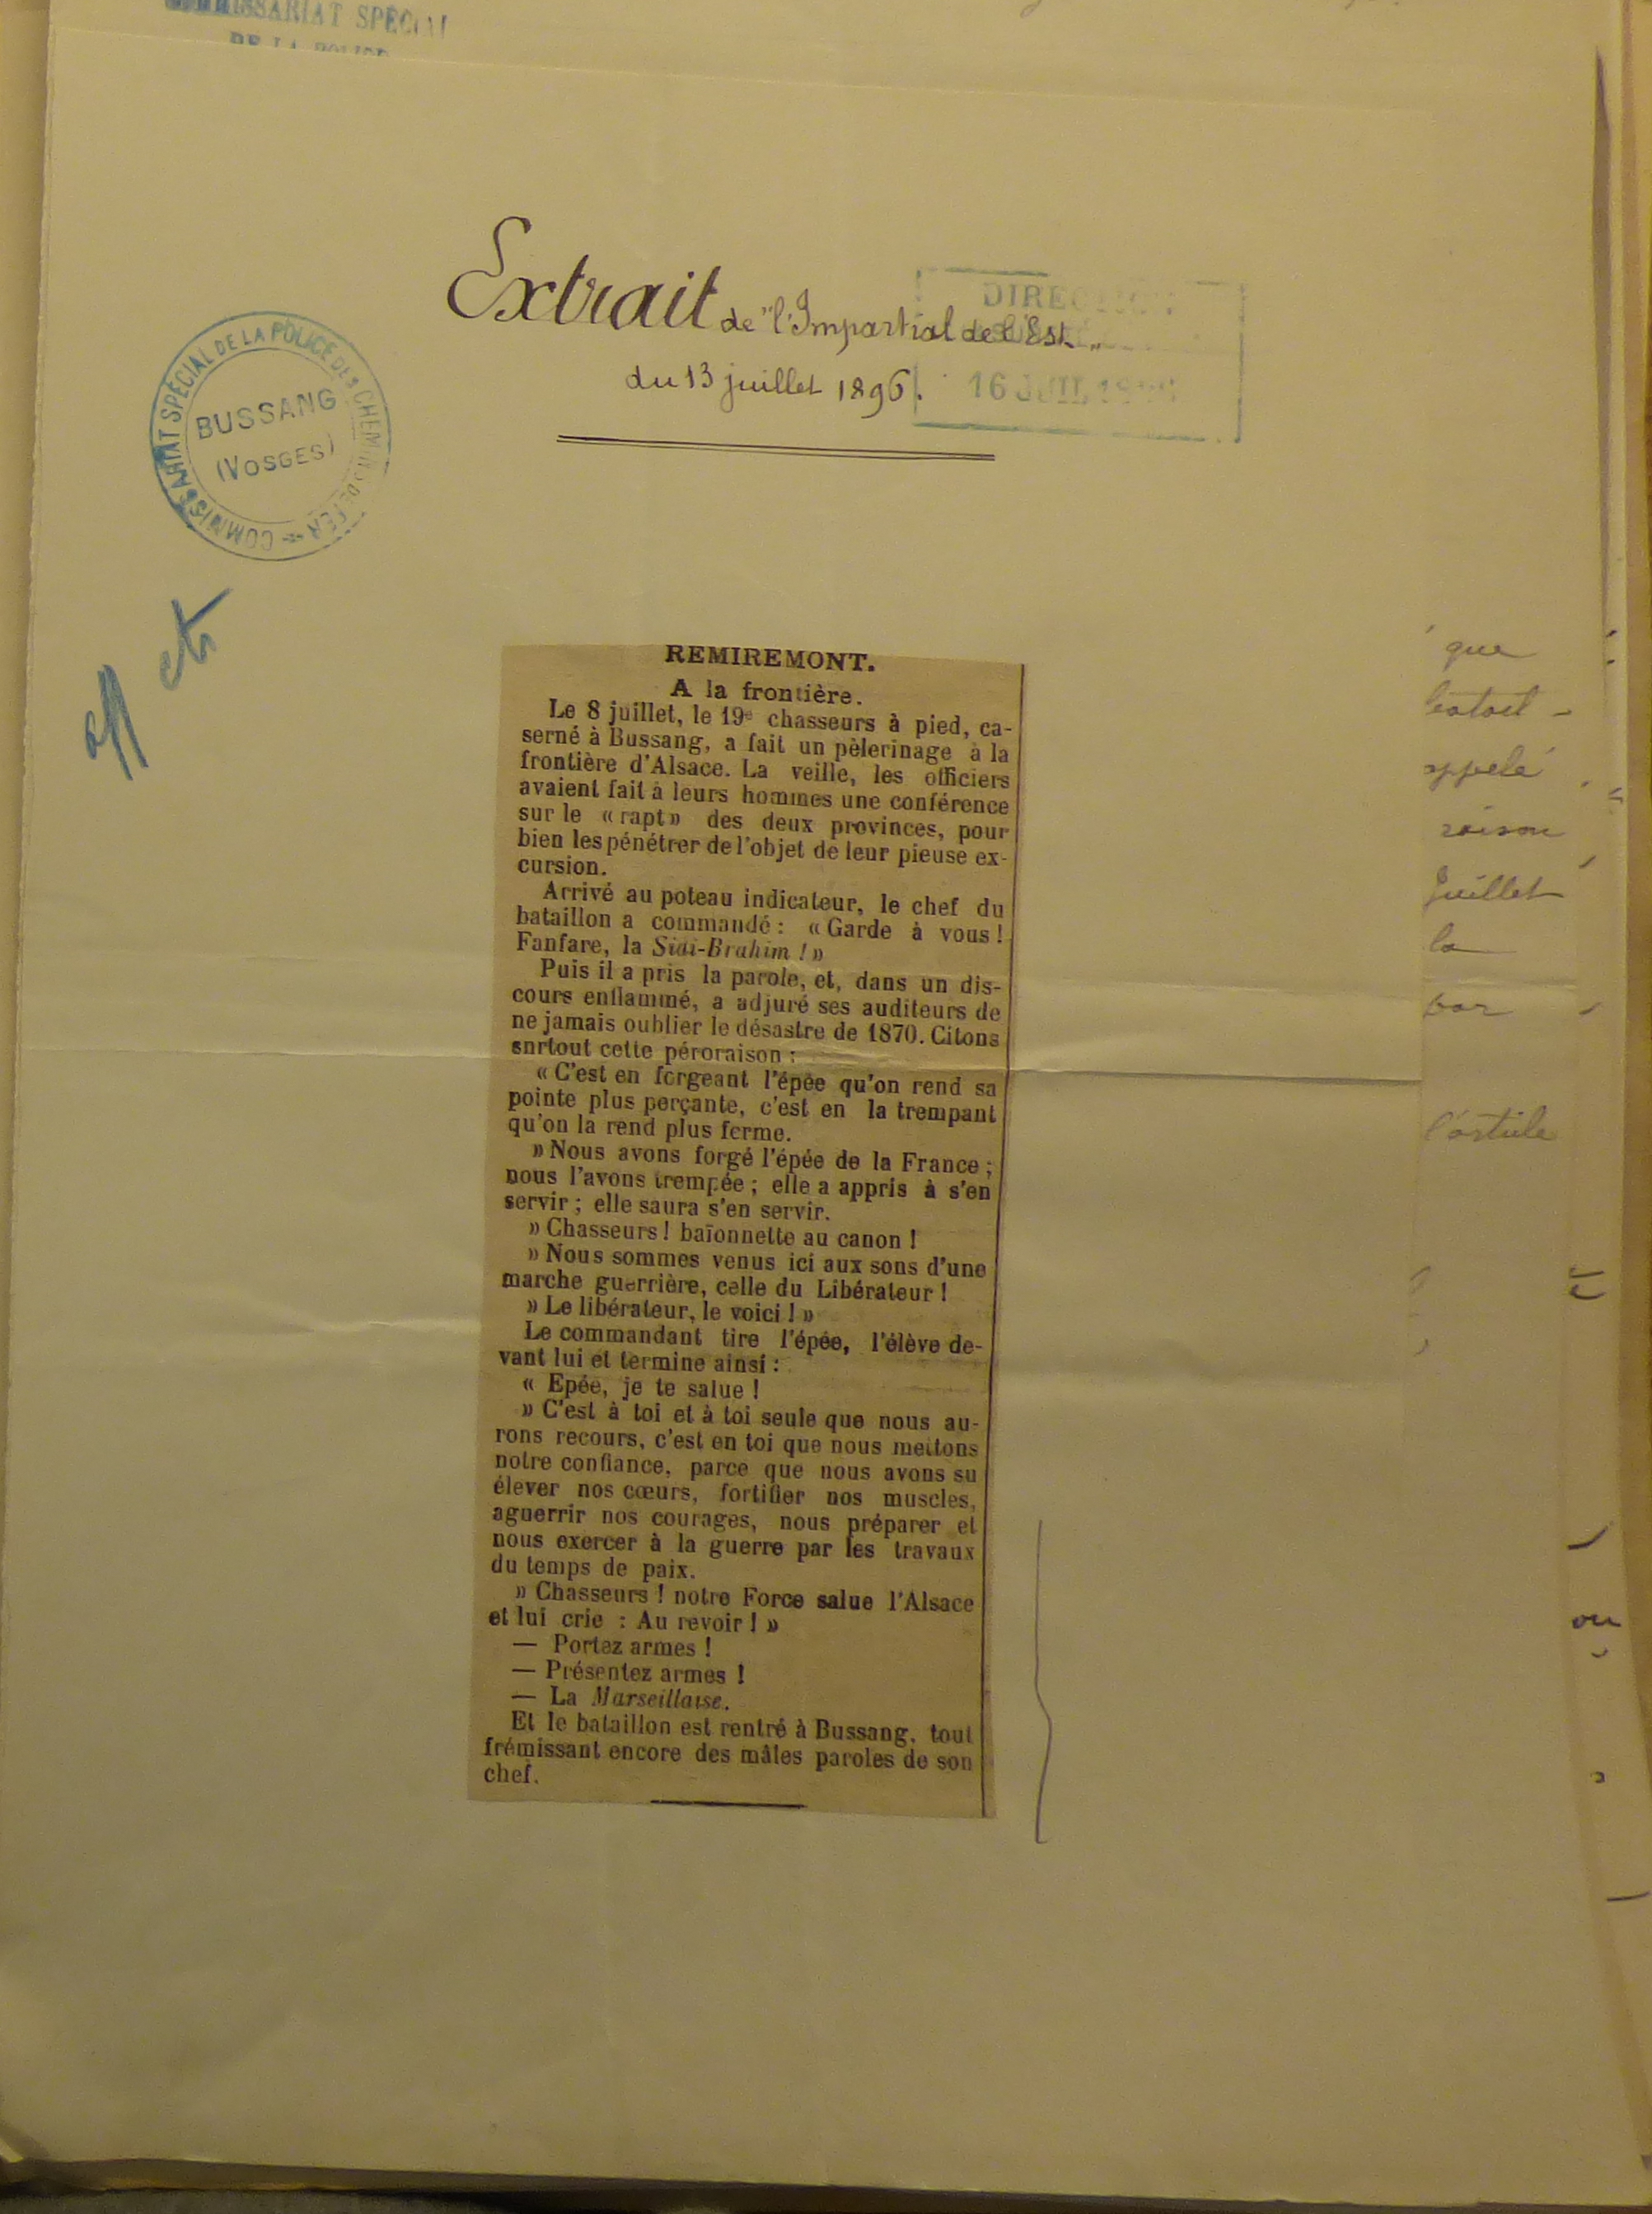 COMMISSARIAT SPÉCIAL
DE LA POLICE
Extrait de "l'Impartial de l'Est"
du 13 juillet 1896.
16 JUIL
COMMISSARIAT SPÉCIAL DE LA POLICE DES CHEMINS DE FER
BUSSANG
(VOSGES)
REMIREMONT.
A la frontière.
Le 8 juillet, le 19e chasseurs à pied, ca-
serné à Bussang, a fait un pèlerinage à la
frontière d'Alsace. La veille, les officiers
avaient fait à leurs hommes une conférence
sur le « rapt » des deux provinces, pour
bien les pénétrer de l'objet de leur pieuse ex-
cursion.
Arrivé au poteau indicateur, le chef du
bataillon a commandé : « Garde à vous !
Fanfare, la Sidi-Brahim ! »
Puis il a pris la parole, et, dans un dis-
cours enflammé, a adjuré ses auditeurs de
ne jamais oublier le désastre de 1870. Citons
snrtout cette péroraison :
« C'est en forgeant l'épée qu'on rend sa
pointe plus perçante, c'est en la trempant
qu'on la rend plus ferme.
» Nous avons forgé l'épée de la France ;
nous l'avons trempée ; elle a appris à s'en
servir ; elle saura s'en servir.
» Chasseurs ! baïonnette au canon !
» Nous sommes venus ici aux sons d'une
marche guerrière, celle du Libérateur !
» Le libérateur, le voici ! »
Le commandant tire l'épée, l'élève de-
vant lui et termine ainsi :
« Epée, je te salue !
» C'est à toi et à toi seule que nous au-
rons recours, c'est en toi que nous mettons
notre confiance, parce que nous avons su
élever nos cœurs, fortifier nos muscles,
aguerrir nos courages, nous préparer et
nous exercer à la guerre par les travaux
du temps de paix.
» Chasseurs ! notre Force salue l'Alsace
et lui crie : Au revoir ! »
— Portez armes !
— Présentez armes !
— La Marseillaise.
Et le bataillon est rentré à Bussang, tout
frémissant encore des mâles paroles de son
chef.
que
appelé
raison
Juillet
la
par
l'article
ou